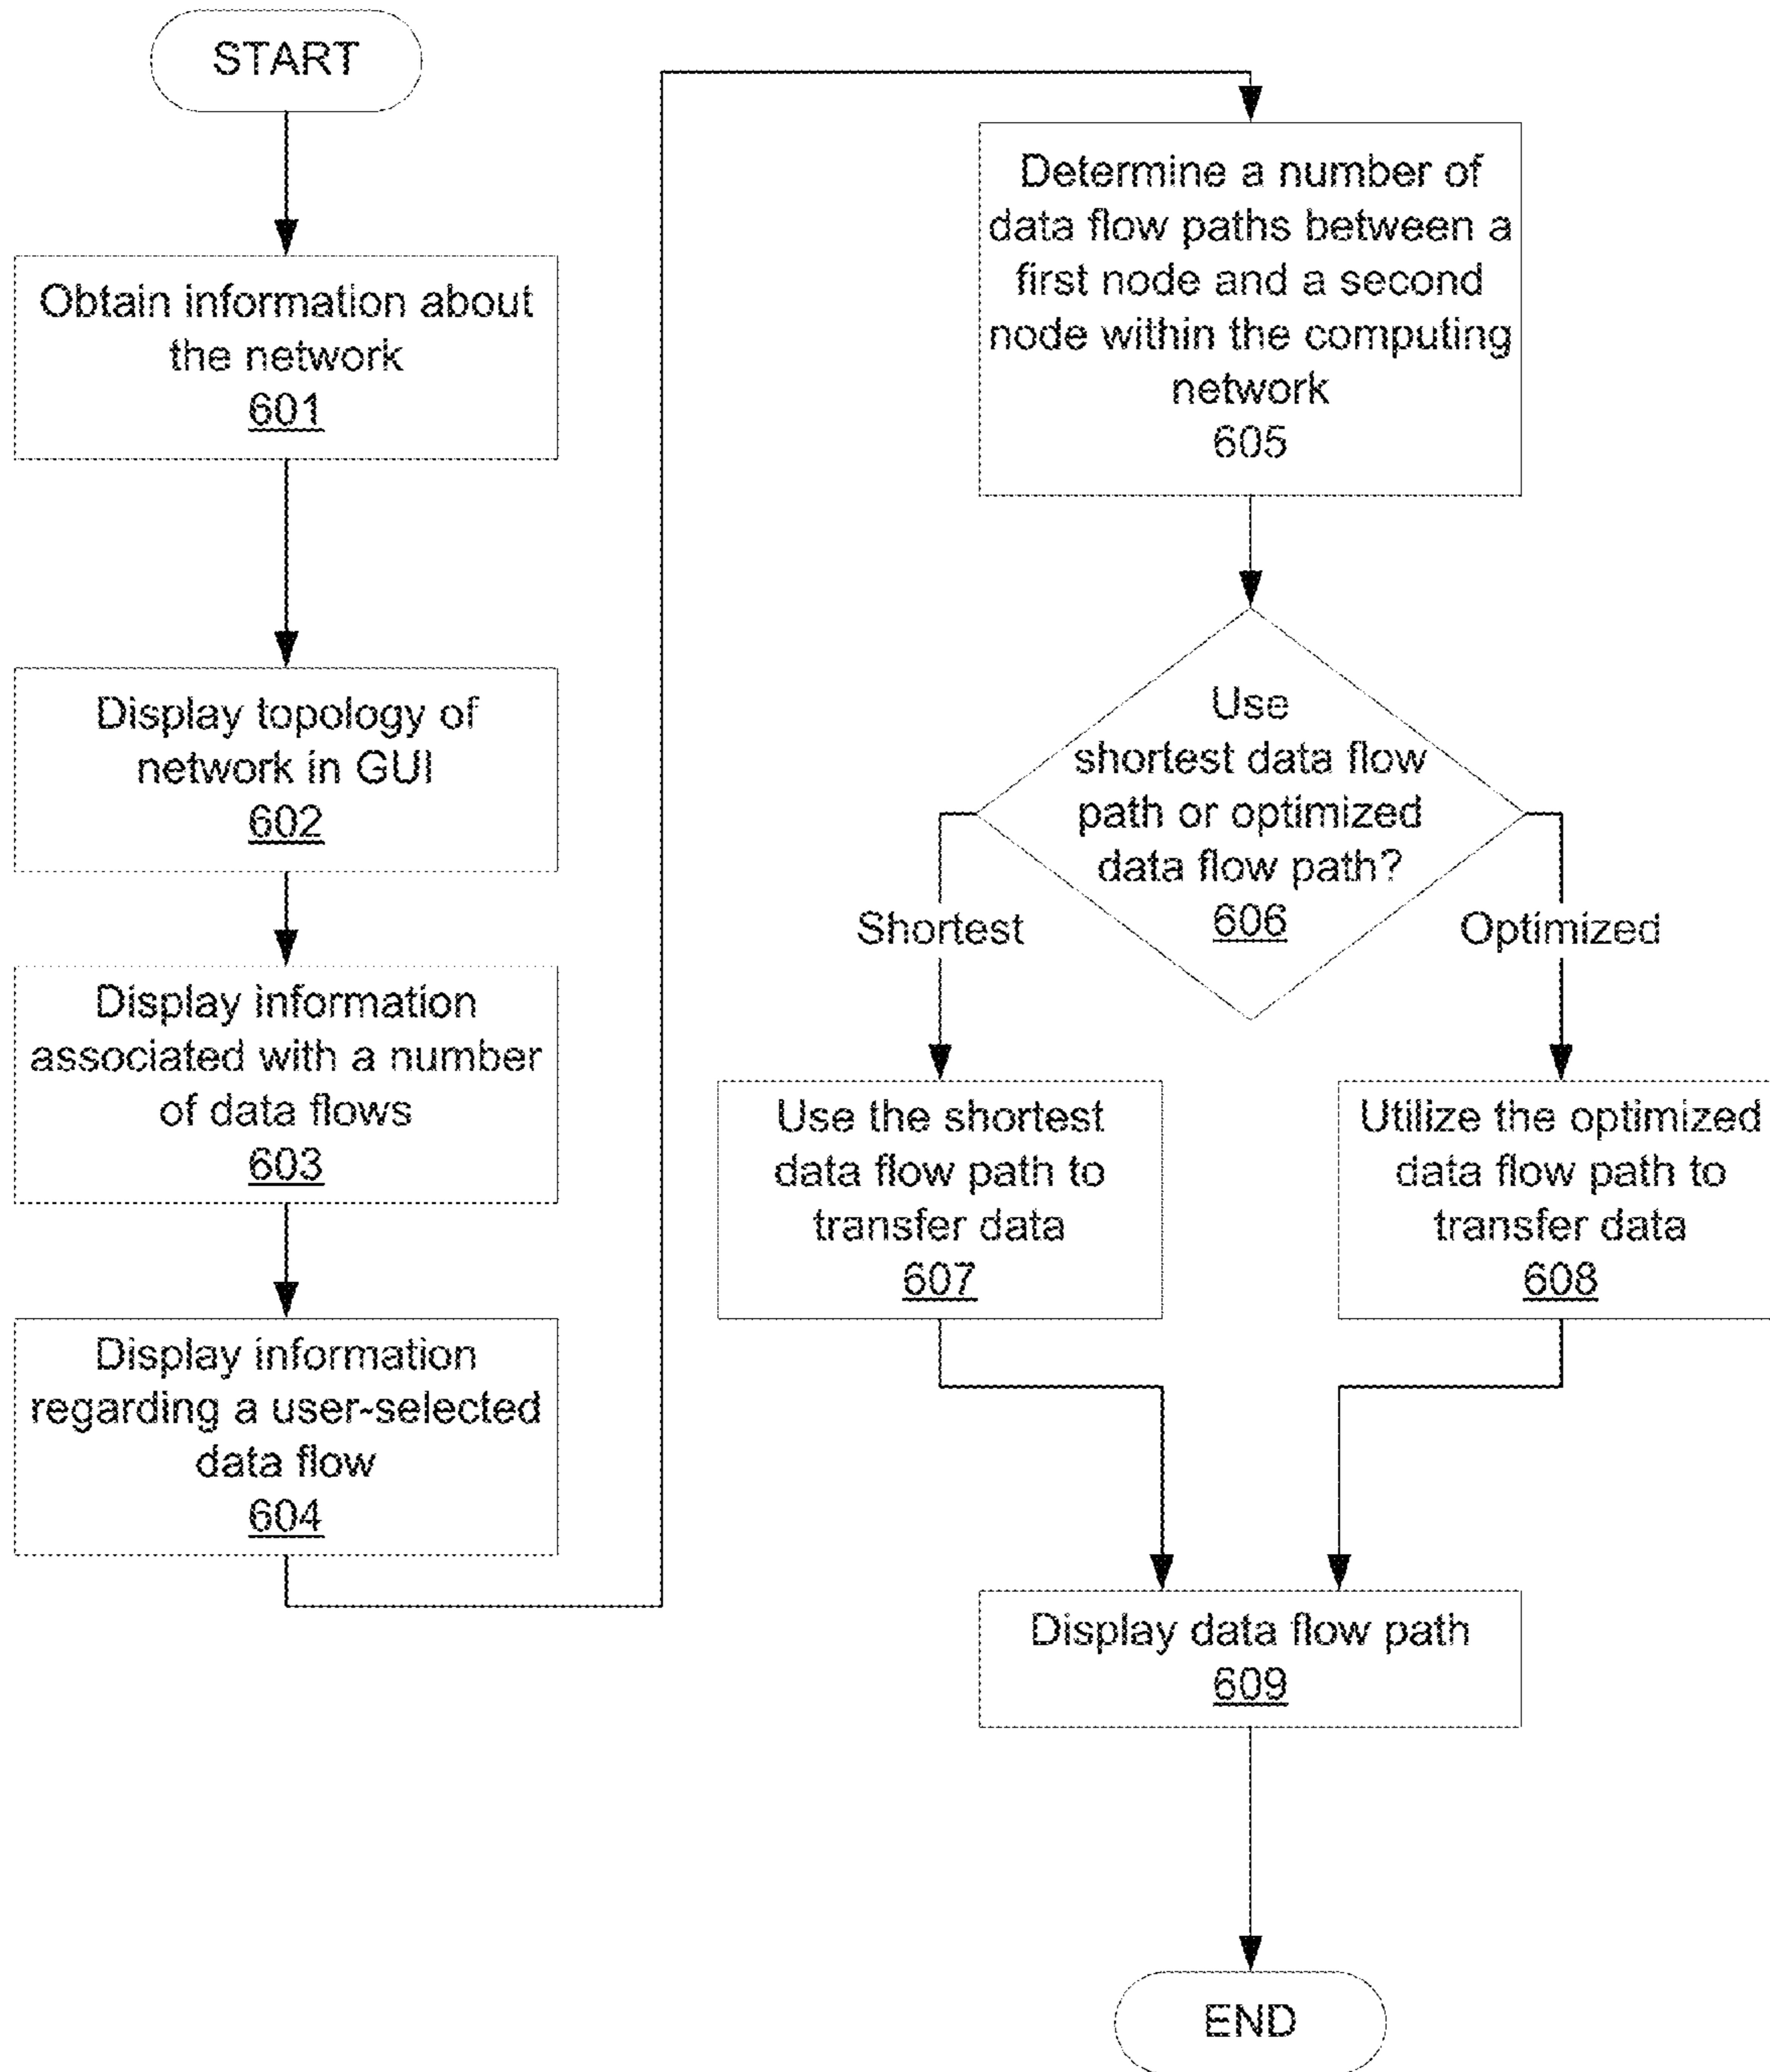 START
Obtain information about
the network
601
Display topology of
network in GUI
602
Display information
associated with a number
of data flows
603
Display information
regarding a user-selected
data flow
604
Determine a number of
data flow paths between a
first node and a second
node within the computing
network
605
Use
shortest data flow
path or optimized
data flow path?
606
Shortest
Optimized
Use the shortest
data flow path to
transfer data
607
Utilize the optimized
data flow path to
transfer data
608
Display data flow path
609
END